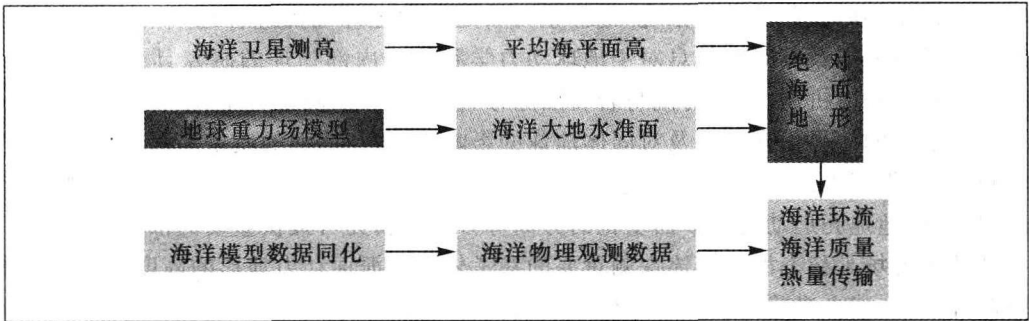 海洋卫星测高
平均海平面高
绝 对
海 面
地 形
地球重力场模型
海洋大地水准面
海洋环流
海洋质量
热量传输
海洋模型数据同化
海洋物理观测数据